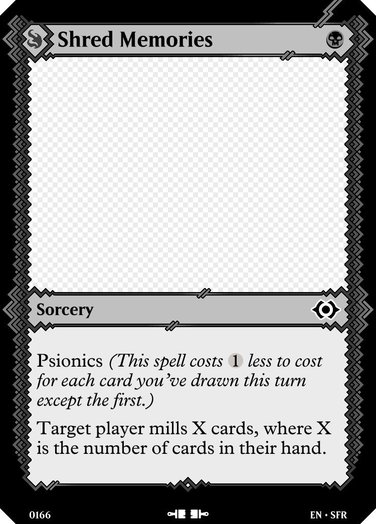 Shred Memories
Sorcery
Psionics (This spell costs 1 less to cost
for each card you've drawn this turn
except the first.)
Target player mills X cards, where X
is the number of cards in their hand.
0166
EN • SFR